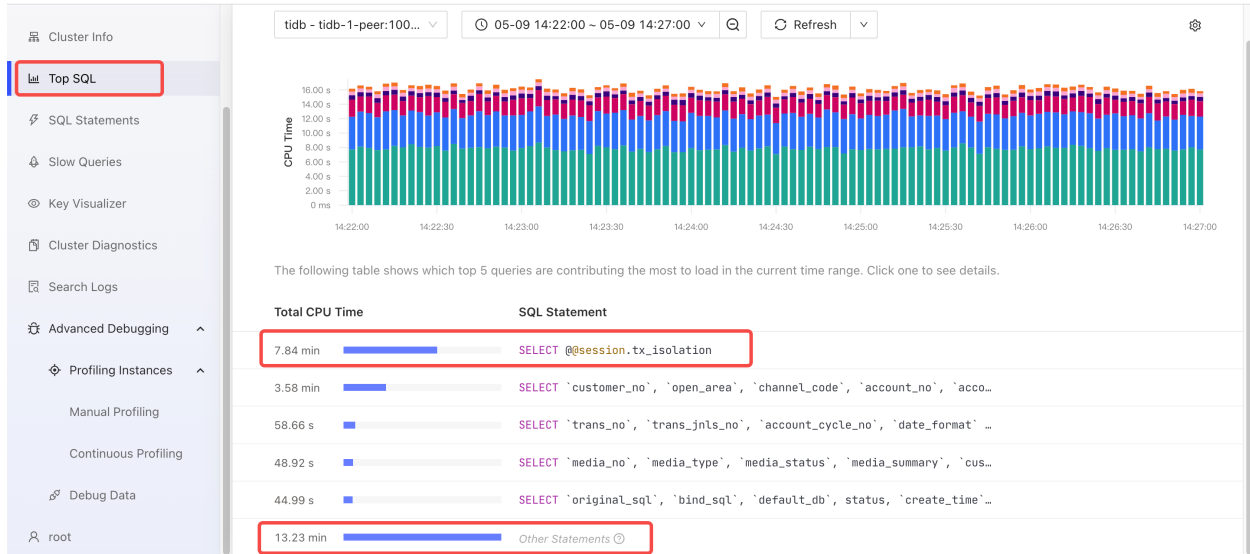 Cluster Info
Top SQL
SQL Statements
Slow Queries
Key Visualizer
Cluster Diagnostics
Search Logs
Advanced Debugging
Profiling Instances
Manual Profiling
Continuous Profiling
Debug Data
root
tidb - tidb-1-peer:100...
05-09 14:22:00 ~ 05-09 14:27:00
Refresh
CPU Time
16.00 s
14.00 s
12.00 s
10.00 s
8.00 s
6.00 s
4.00 s
2.00 s
0 ms
14:22:00 14:22:30 14:23:00 14:23:30 14:24:00 14:24:30 14:25:00 14:25:30 14:26:00 14:26:30 14:27:00
The following table shows which top 5 queries are contributing the most to load in the current time range. Click one to see details.
Total CPU Time SQL Statement
7.84 min SELECT @@session.tx_isolation
3.58 min SELECT `customer_no`, `open_area`, `channel_code`, `account_no`, `acco…
58.66 s SELECT `trans_no`, `trans_jnls_no`, `account_cycle_no`, `date_format` …
48.92 s SELECT `media_no`, `media_type`, `media_status`, `media_summary`, `cus…
44.99 s SELECT `original_sql`, `bind_sql`, `default_db`, status, `create_time`…
13.23 min Other Statements